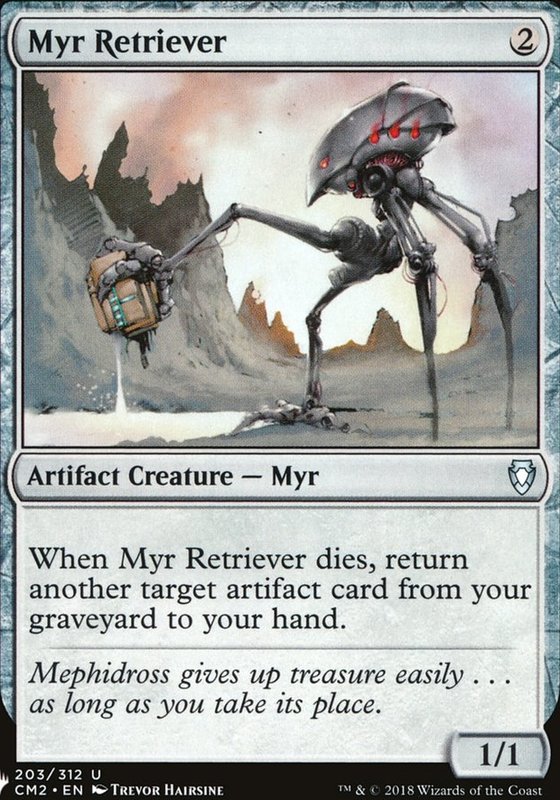 Myr Retriever 2
Artifact Creature — Myr
When Myr Retriever dies, return
another target artifact card from your
graveyard to your hand.
Mephidross gives up treasure easily . . .
as long as you take its place.
1/1
203/312 U
CM2 • EN Trevor Hairsine
™ & © 2018 Wizards of the Coast